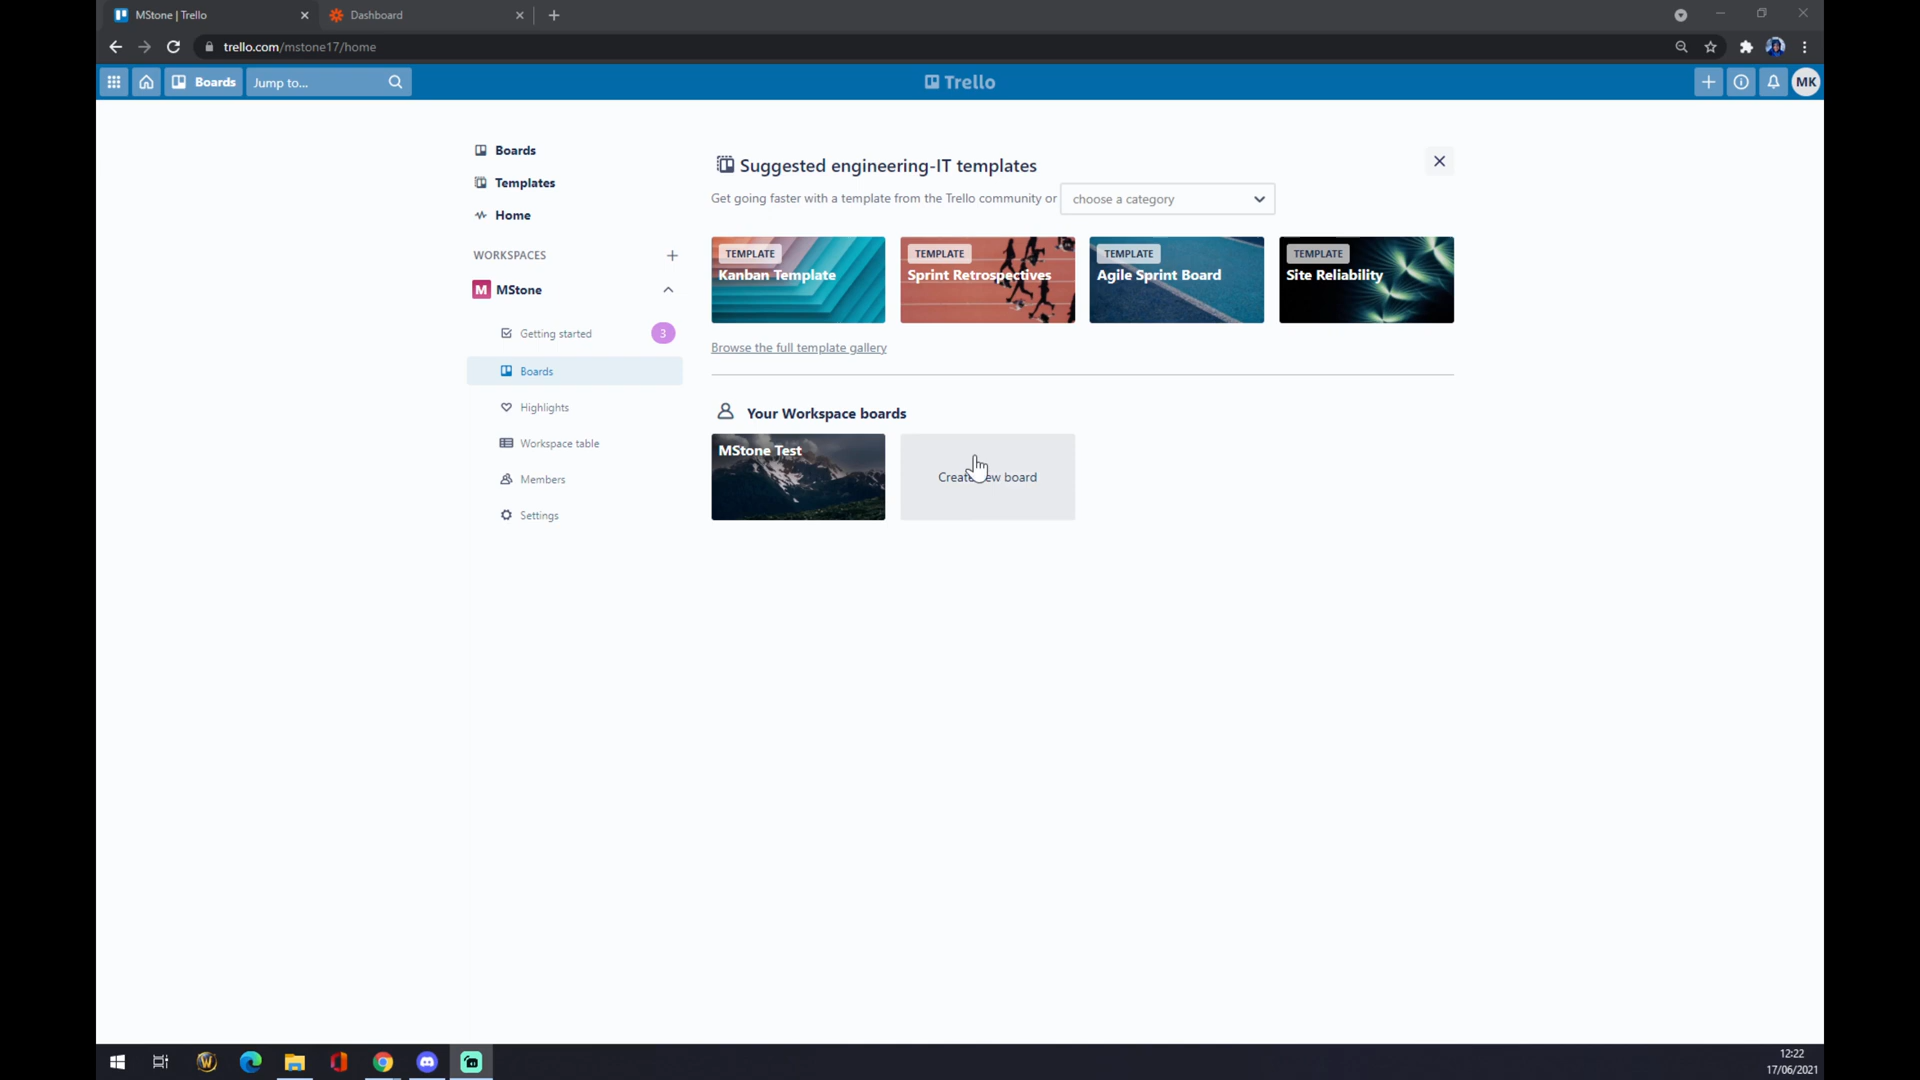 MStone | Trello
Dashboard
trello.com/mstone17/home
Boards
Jump to...
Trello
MK
Boards
Templates
Home
WORKSPACES
M MStone
Getting started
3
Boards
Highlights
Workspace table
Members
Settings
Suggested engineering-IT templates
Get going faster with a template from the Trello community or
choose a category
TEMPLATE
Kanban Template
TEMPLATE
Sprint Retrospectives
TEMPLATE
Agile Sprint Board
TEMPLATE
Site Reliability
Browse the full template gallery
Your Workspace boards
MStone Test
Create new board
12:22
17/06/2021